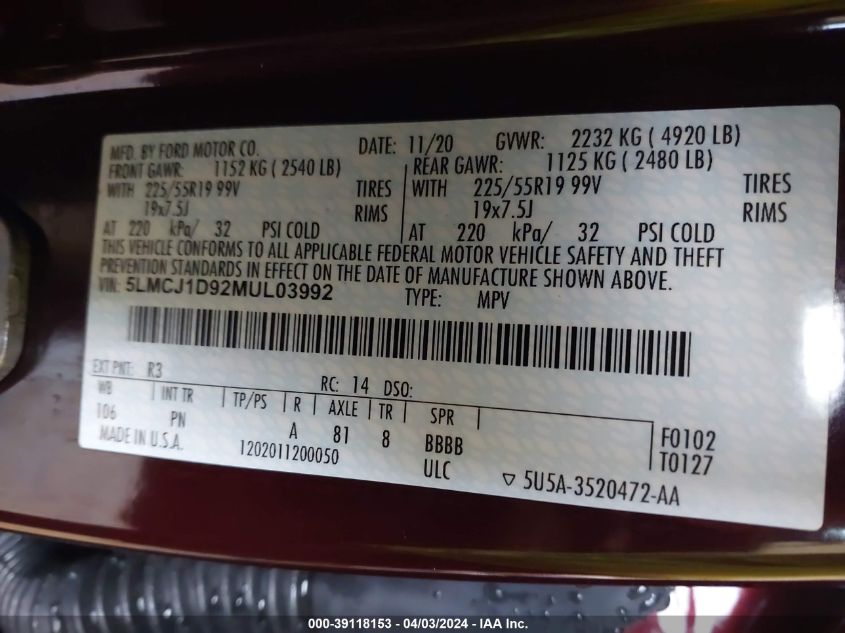 MFD. BY FORD MOTOR CO. DATE: 11/20 GVWR: 2232 KG ( 4920 LB)
FRONT GAWR: 1152 KG ( 2540 LB) REAR GAWR: 1125 KG ( 2480 LB)
WITH 225/55R19 99V TIRES WITH 225/55R19 99V TIRES
19x7.5J RIMS 19x7.5J RIMS
AT 220 kPa/ 32 PSI COLD AT 220 kPa/ 32 PSI COLD
THIS VEHICLE CONFORMS TO ALL APPLICABLE FEDERAL MOTOR VEHICLE SAFETY AND THEFT
PREVENTION STANDARDS IN EFFECT ON THE DATE OF MANUFACTURE SHOWN ABOVE.
VIN: 5LMCJ1D92MUL03992 TYPE: MPV
EXT PNT: R3 RC: 14 DSO:
WB INT TR TP/PS R AXLE TR SPR
106 PN A 81 8 BBBB F0102
MADE IN U.S.A. 1202011200050 ULC T0127
5U5A-3520472-AA
000-39118153 - 04/03/2024 - IAA Inc.